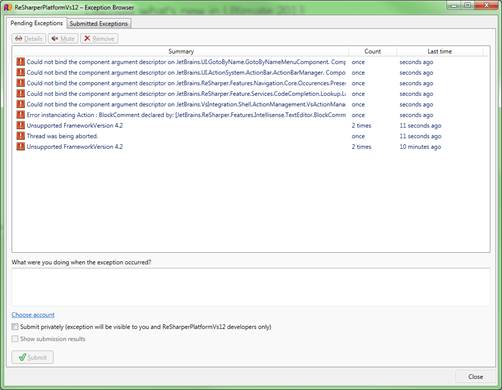 ReSharperPlatformVs12 – Exception Browser
Pending Exceptions Submitted Exceptions
Details Mute Remove
Summary Count Last time
Could not bind the component argument descriptor on JetBrains.UI.GotoByName.GotoByNameMenuComponent. Comp once seconds ago
Could not bind the component argument descriptor on JetBrains.UI.ActionSystem.ActionBar.ActionBarManager. Compor once seconds ago
Could not bind the component argument descriptor on JetBrains.ReSharper.Features.Navigation.Core.Occurences.Prese once seconds ago
Could not bind the component argument descriptor on JetBrains.ReSharper.Feature.Services.CodeCompletion.Lookup.Lo once seconds ago
Could not bind the component argument descriptor on JetBrains.VsIntegration.Shell.ActionManagement.VsActionMana once seconds ago
Error instanciating Action : BlockComment declared by: [JetBrains.ReSharper.Features.Intellisense.TextEditor.BlockComm once seconds ago
Unsupported FrameworkVersion 4.2 2 times 11 seconds ago
Thread was being aborted. once 11 seconds ago
Unsupported FrameworkVersion 4.2 2 times 10 minutes ago
What were you doing when the exception occurred?
Choose account
Submit privately (exception will be visible to you and ReSharperPlatformVs12 developers only)
Show submission results
Submit
Close